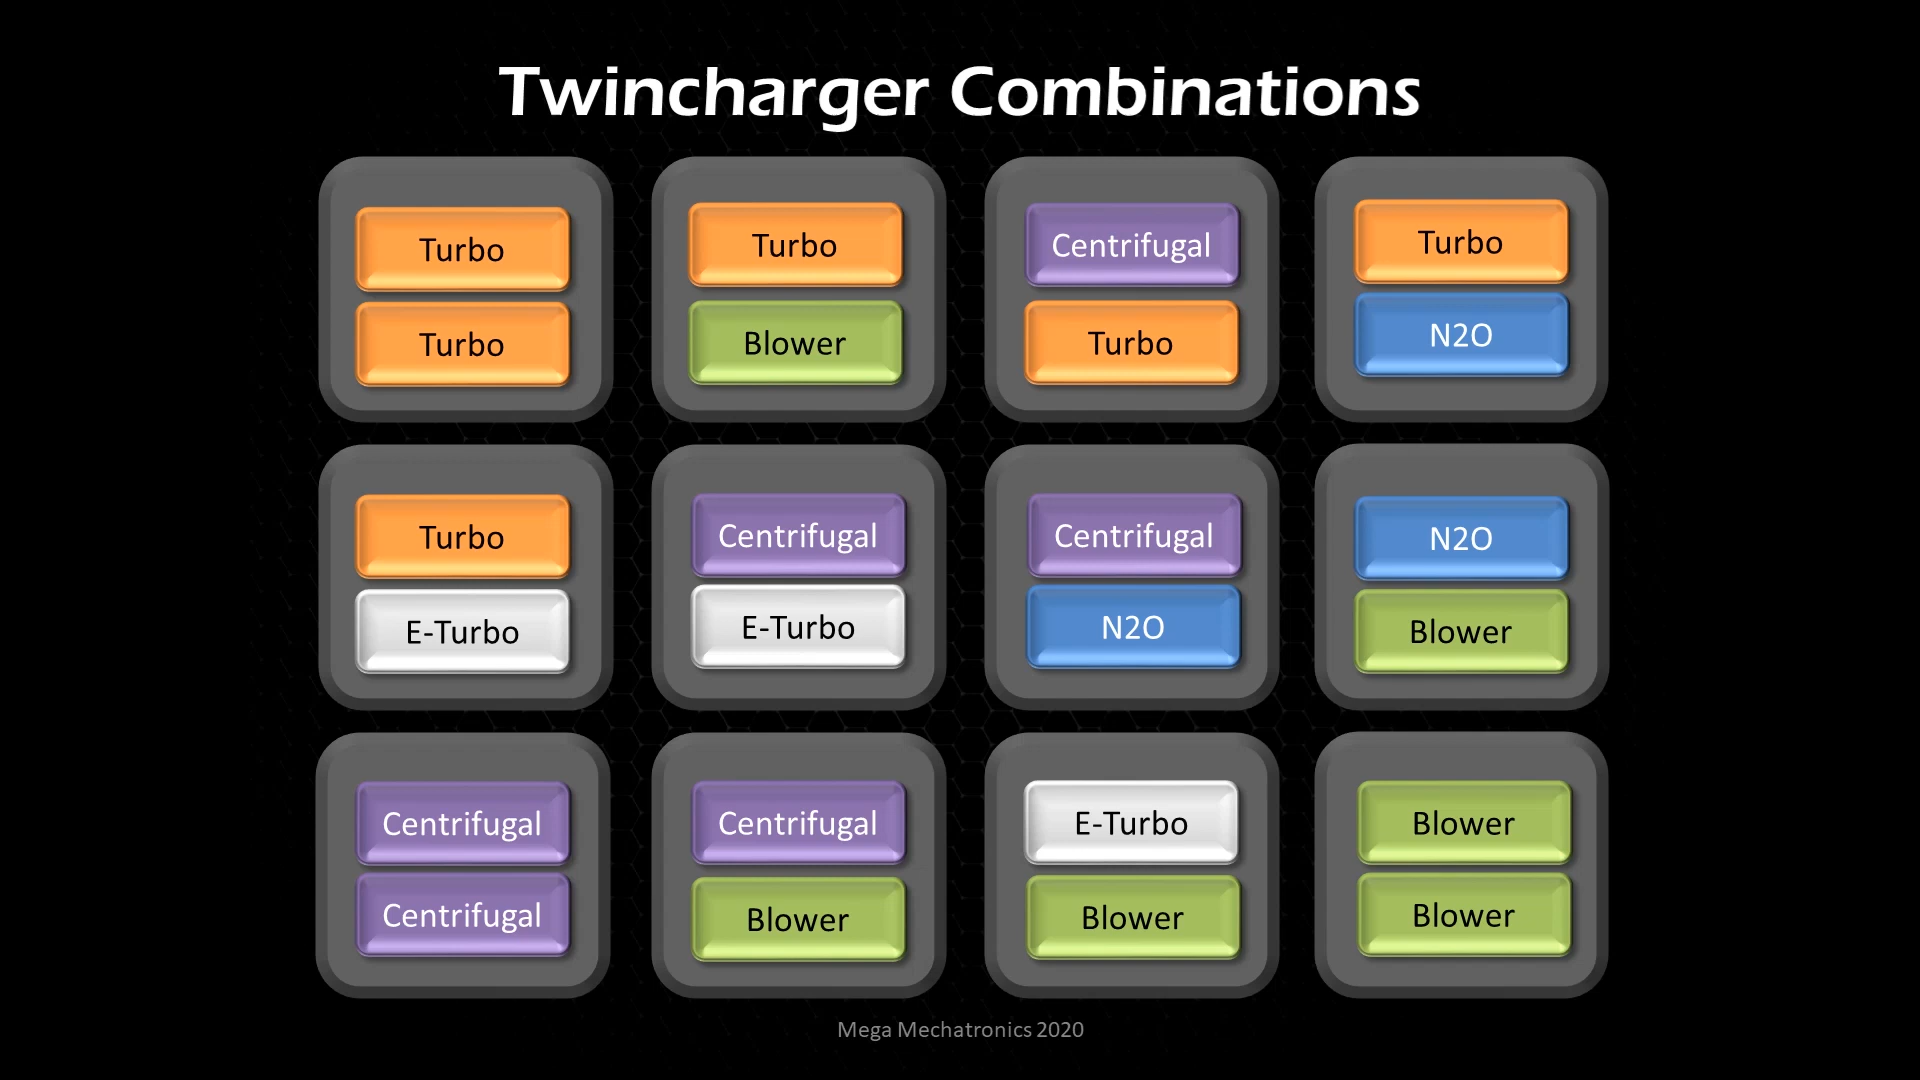 Twincharger Combinations
Turbo
Turbo
Turbo
Blower
Centrifugal
Turbo
Turbo
N2O
Turbo
E-Turbo
Centrifugal
E-Turbo
Centrifugal
N2O
N2O
Blower
Centrifugal
Centrifugal
Centrifugal
Blower
E-Turbo
Blower
Blower
Blower
Mega Mechatronics 2020